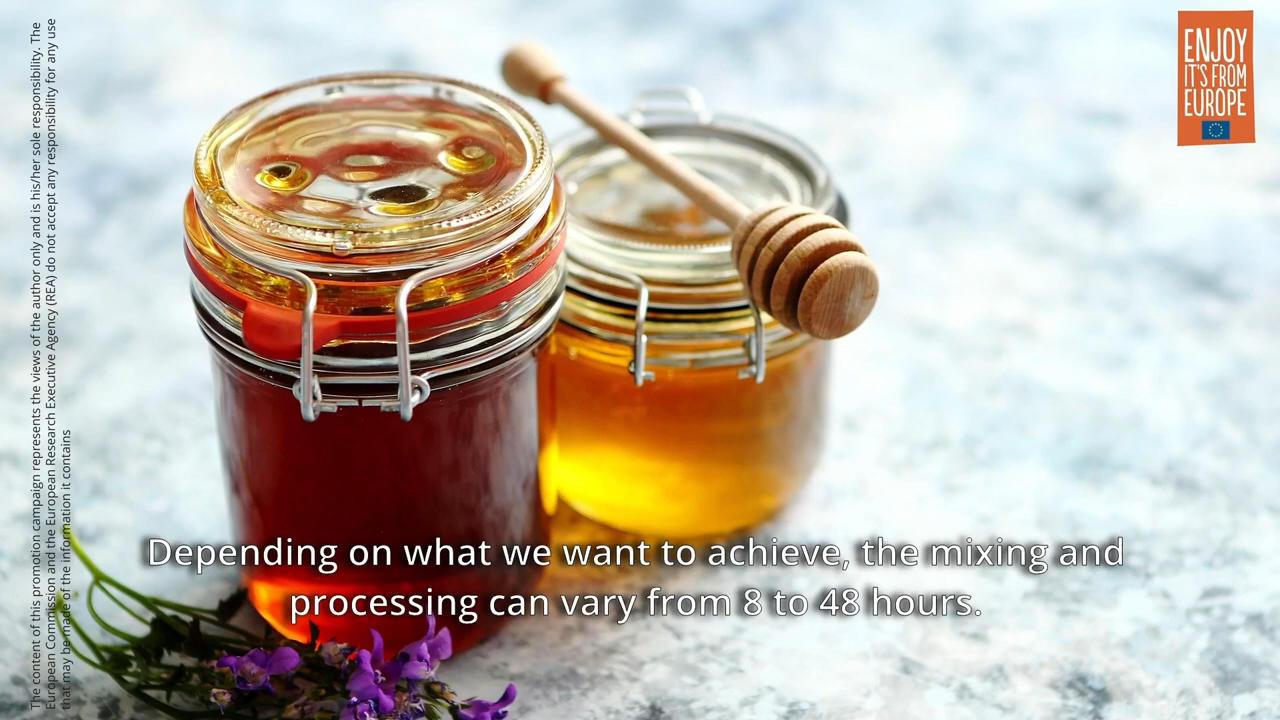 The content of this promotion campaign represents the views of the author only and is his/her sole responsibility. The
European Commission and the European Research Executive Agency (REA) do not accept any responsibility for any use
that may be made of the information it contains
ENJOY
IT'S FROM
EUROPE
Depending on what we want to achieve, the mixing and
processing can vary from 8 to 48 hours.